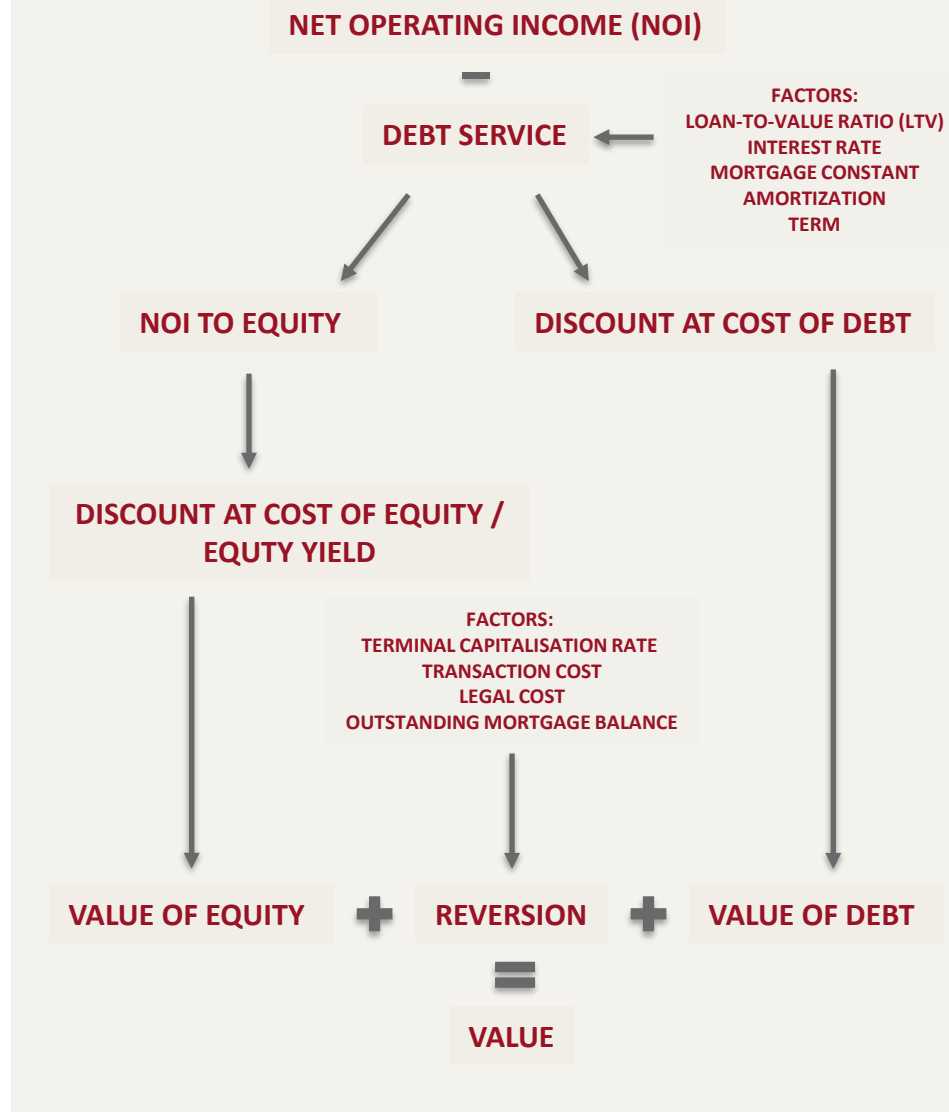 NET OPERATING INCOME (NOI)
DEBT SERVICE
FACTORS:
LOAN-TO-VALUE RATIO (LTV)
INTEREST RATE
MORTGAGE CONSTANT
AMORTIZATION
TERM
NOI TO EQUITY
DISCOUNT AT COST OF DEBT
DISCOUNT AT COST OF EQUITY /
EQUTY YIELD
FACTORS:
TERMINAL CAPITALISATION RATE
TRANSACTION COST
LEGAL COST
OUTSTANDING MORTGAGE BALANCE
VALUE OF EQUITY
REVERSION
VALUE OF DEBT
VALUE